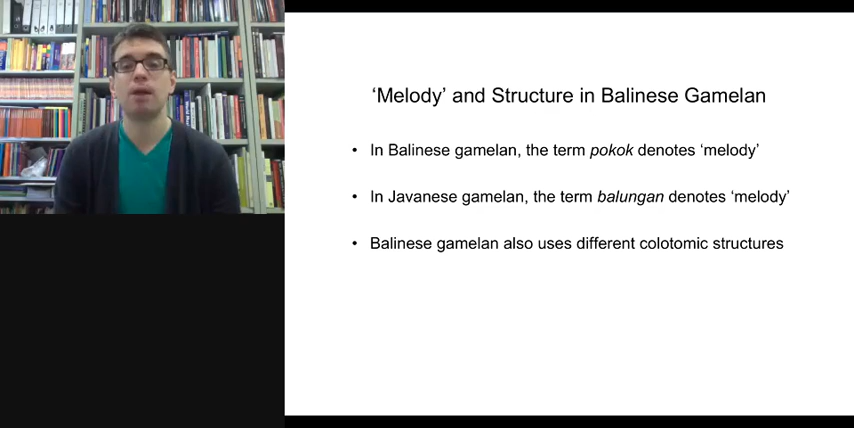 ‘Melody’ and Structure in Balinese Gamelan
• In Balinese gamelan, the term pokok denotes ‘melody’
• In Javanese gamelan, the term balungan denotes ‘melody’
• Balinese gamelan also uses different colotomic structures